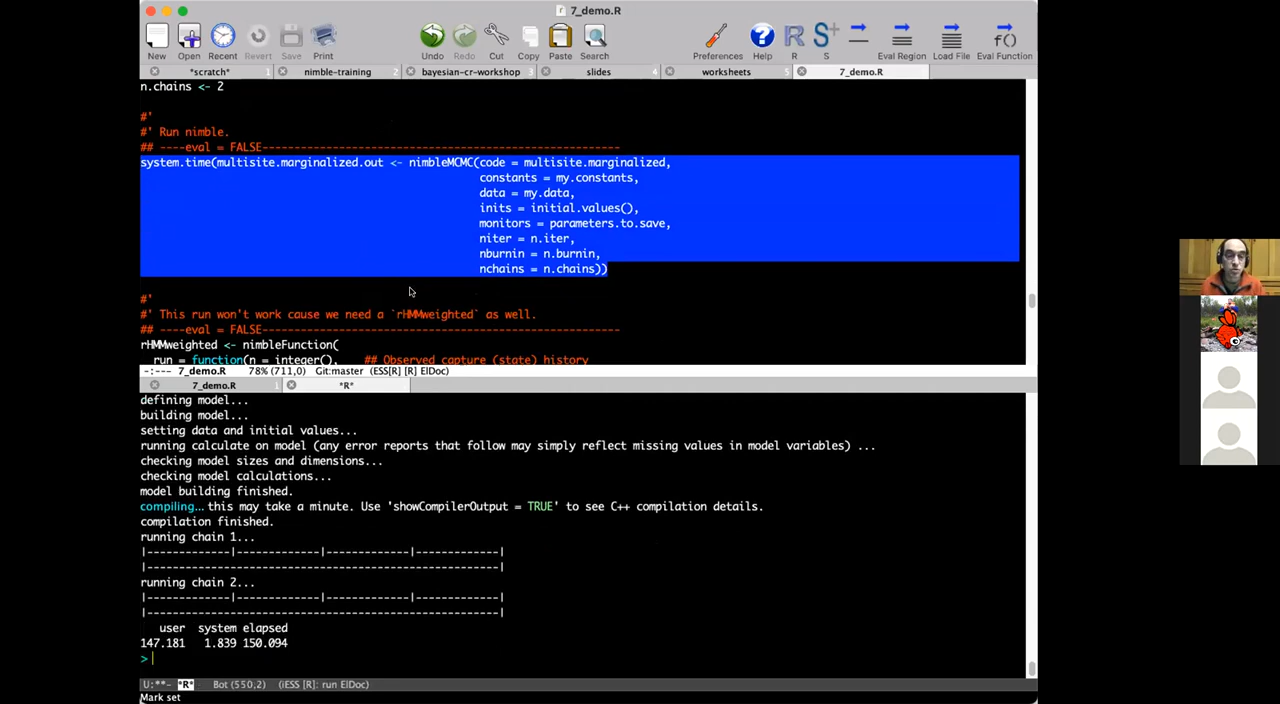 7_demo.R
New Open Recent Revert Save Print Undo Redo Cut Copy Paste Search Preferences Help R S Eval Region Load File Eval Function
*scratch* 1 nimble-training 2 bayesian-cr-workshop 3 slides 4 worksheets 5 7_demo.R
n.chains <- 2
#'
#' Run nimble.
## ----eval = FALSE--------------------------------------------------------------
system.time(multisite.marginalized.out <- nimbleMCMC(code = multisite.marginalized,
constants = my.constants,
data = my.data,
inits = initial.values(),
monitors = parameters.to.save,
niter = n.iter,
nburnin = n.burnin,
nchains = n.chains))
#'
#' This run won't work cause we need a `rHMMweighted` as well.
## ----eval = FALSE--------------------------------------------------------------
rHMMweighted <- nimbleFunction(
run = function(n = integer(), ## Observed capture (state) history
-:--- 7_demo.R 78% (711,0) Git:master (ESS[R] [R] ElDoc)
7_demo.R 1 *R*
defining model...
building model...
setting data and initial values...
running calculate on model (any error reports that follow may simply reflect missing values in model variables) ...
checking model sizes and dimensions...
checking model calculations...
model building finished.
compiling... this may take a minute. Use 'showCompilerOutput = TRUE' to see C++ compilation details.
compilation finished.
running chain 1...
|-------------|-------------|-------------|-------------|
|-------------------------------------------------------|
running chain 2...
|-------------|-------------|-------------|-------------|
|-------------------------------------------------------|
user system elapsed
147.181 1.839 150.094
>
U:**- *R* Bot (550,2) (iESS [R]: run ElDoc)
Mark set